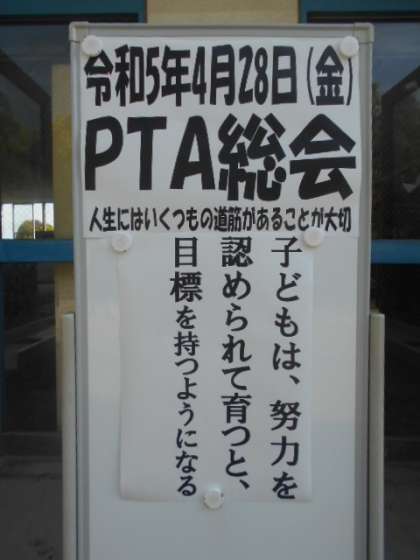 令和5年4月28日(金)
PTA総会
人生にはいくつもの道筋があることが大切
子どもは、努力を
認められて育つと、
目標を持つようになる